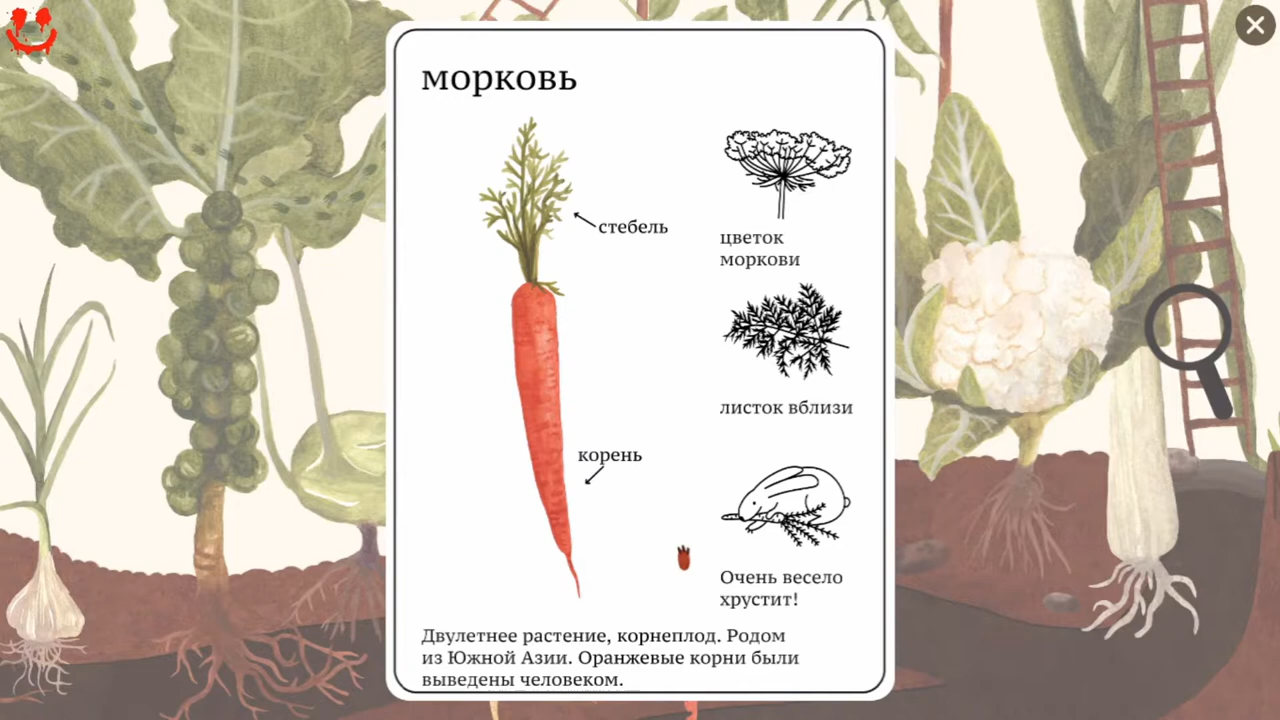 морковь
стебель
цветок
моркови
листок вблизи
корень
Очень весело
хрустит!
Двулетнее растение, корнеплод. Родом
из Южной Азии. Оранжевые корни были
выведены человеком.